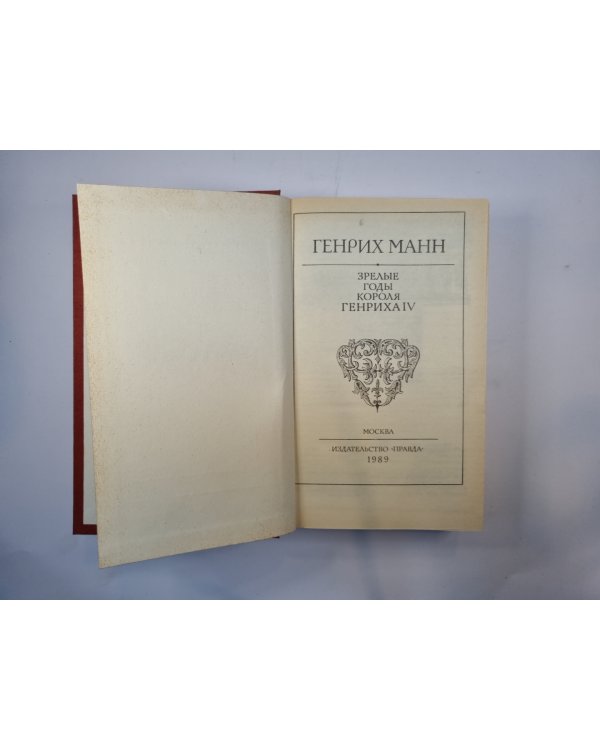 ГЕНРИХ МАНН
ЗРЕЛЫЕ
ГОДЫ
КОРОЛЯ
ГЕНРИХА IV
МОСКВА
ИЗДАТЕЛЬСТВО «ПРАВДА»
1989